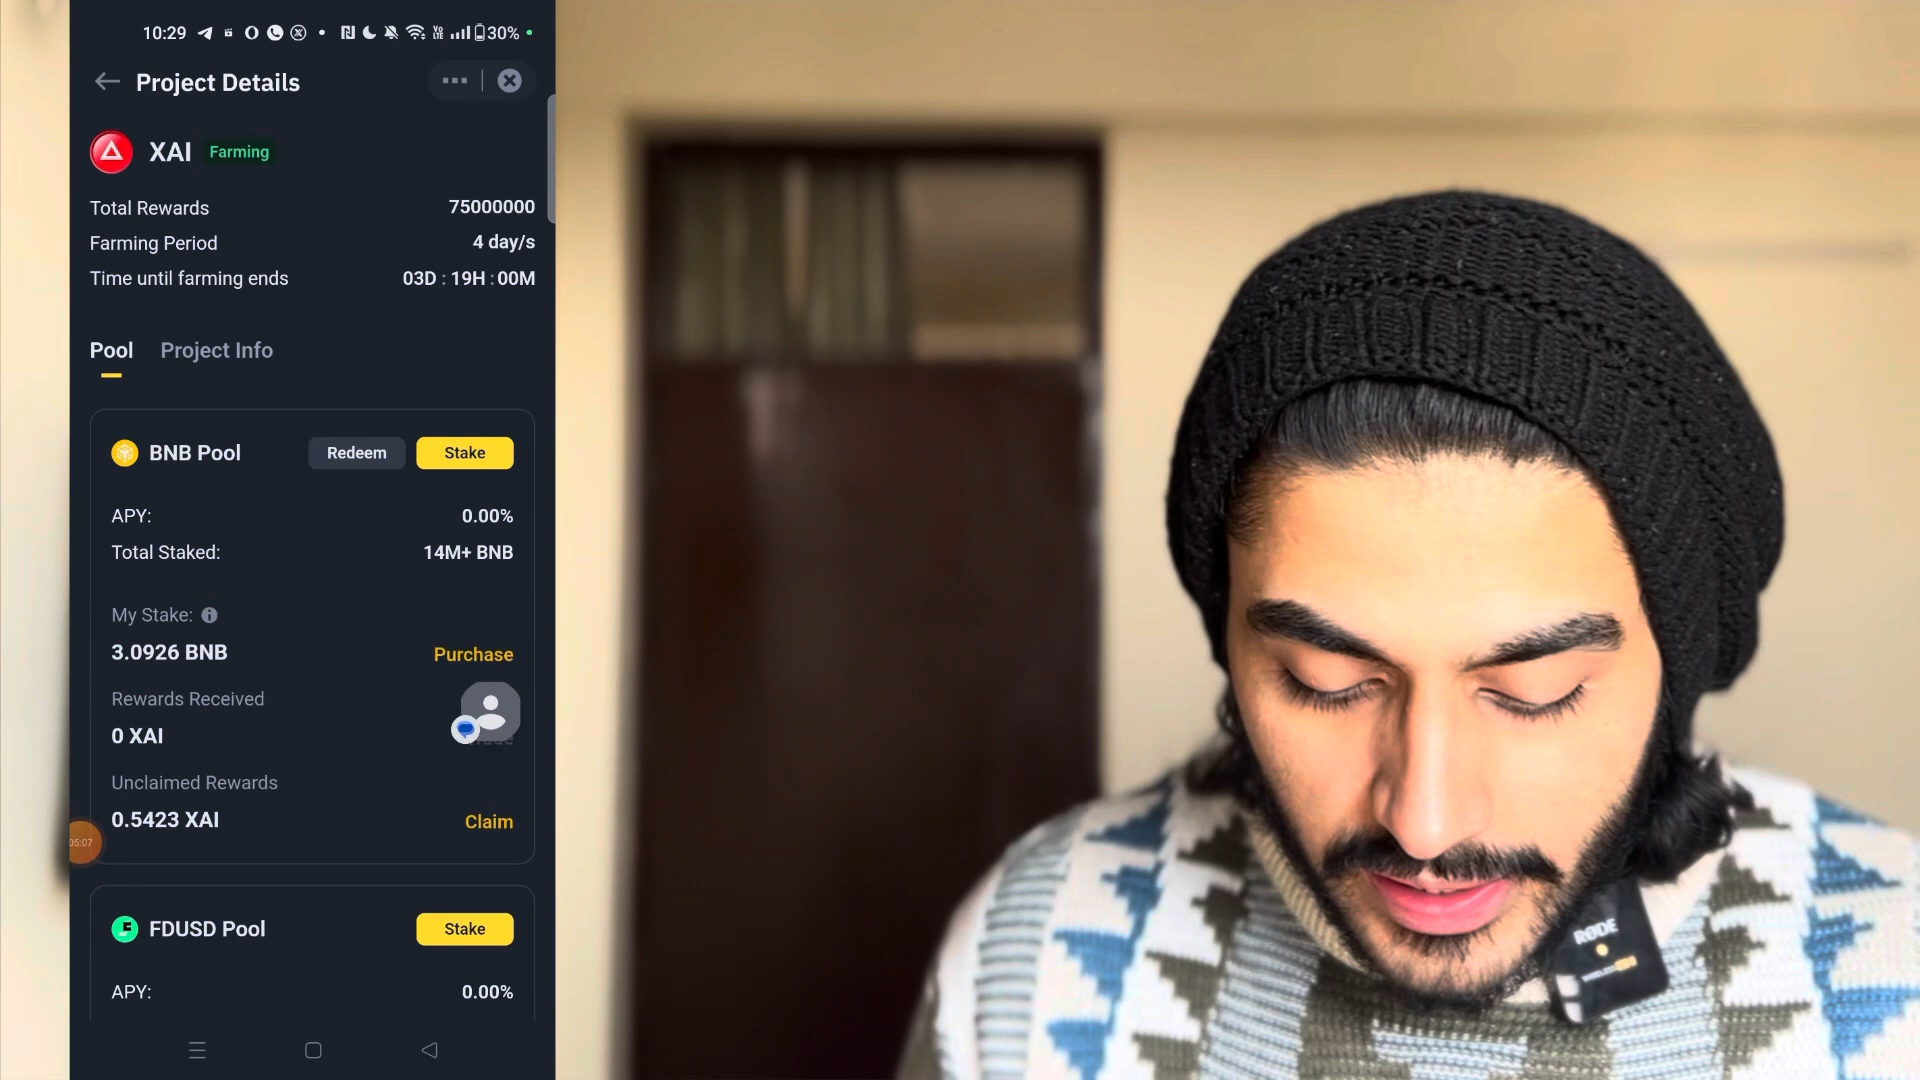 10:29
30%
Project Details
XAI Farming
Total Rewards 75000000
Farming Period 4 day/s
Time until farming ends 03D : 19H : 00M
Pool Project Info
BNB Pool Redeem Stake
APY: 0.00%
Total Staked: 14M+ BNB
My Stake:
3.0926 BNB Purchase
Rewards Received
0 XAI
Unclaimed Rewards
0.5423 XAI Claim
05:07
FDUSD Pool Stake
APY: 0.00%
RØDE